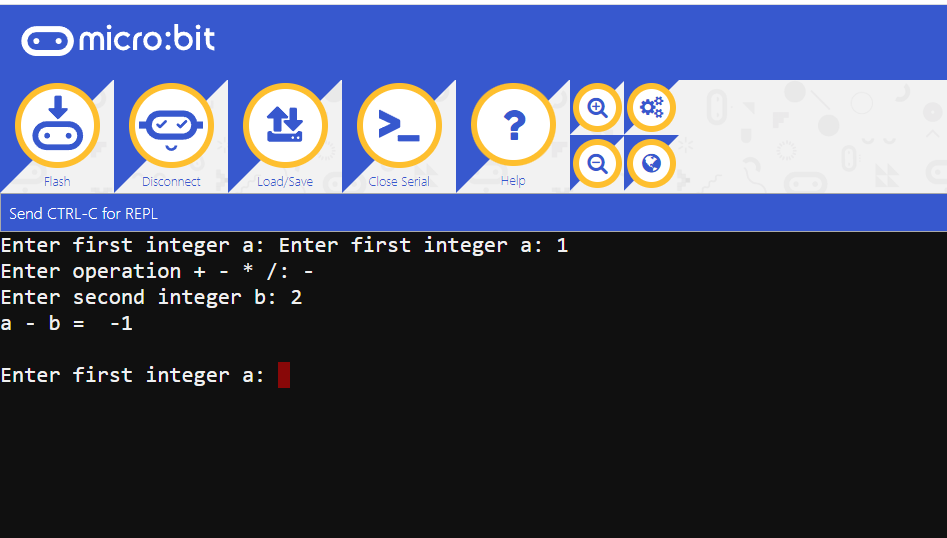 micro:bit
Flash
Disconnect
Load/Save
>_
Close Serial
?
Help
Send CTRL-C for REPL
Enter first integer a: Enter first integer a: 1
Enter operation + - * /: -
Enter second integer b: 2
a - b =  -1
Enter first integer a: